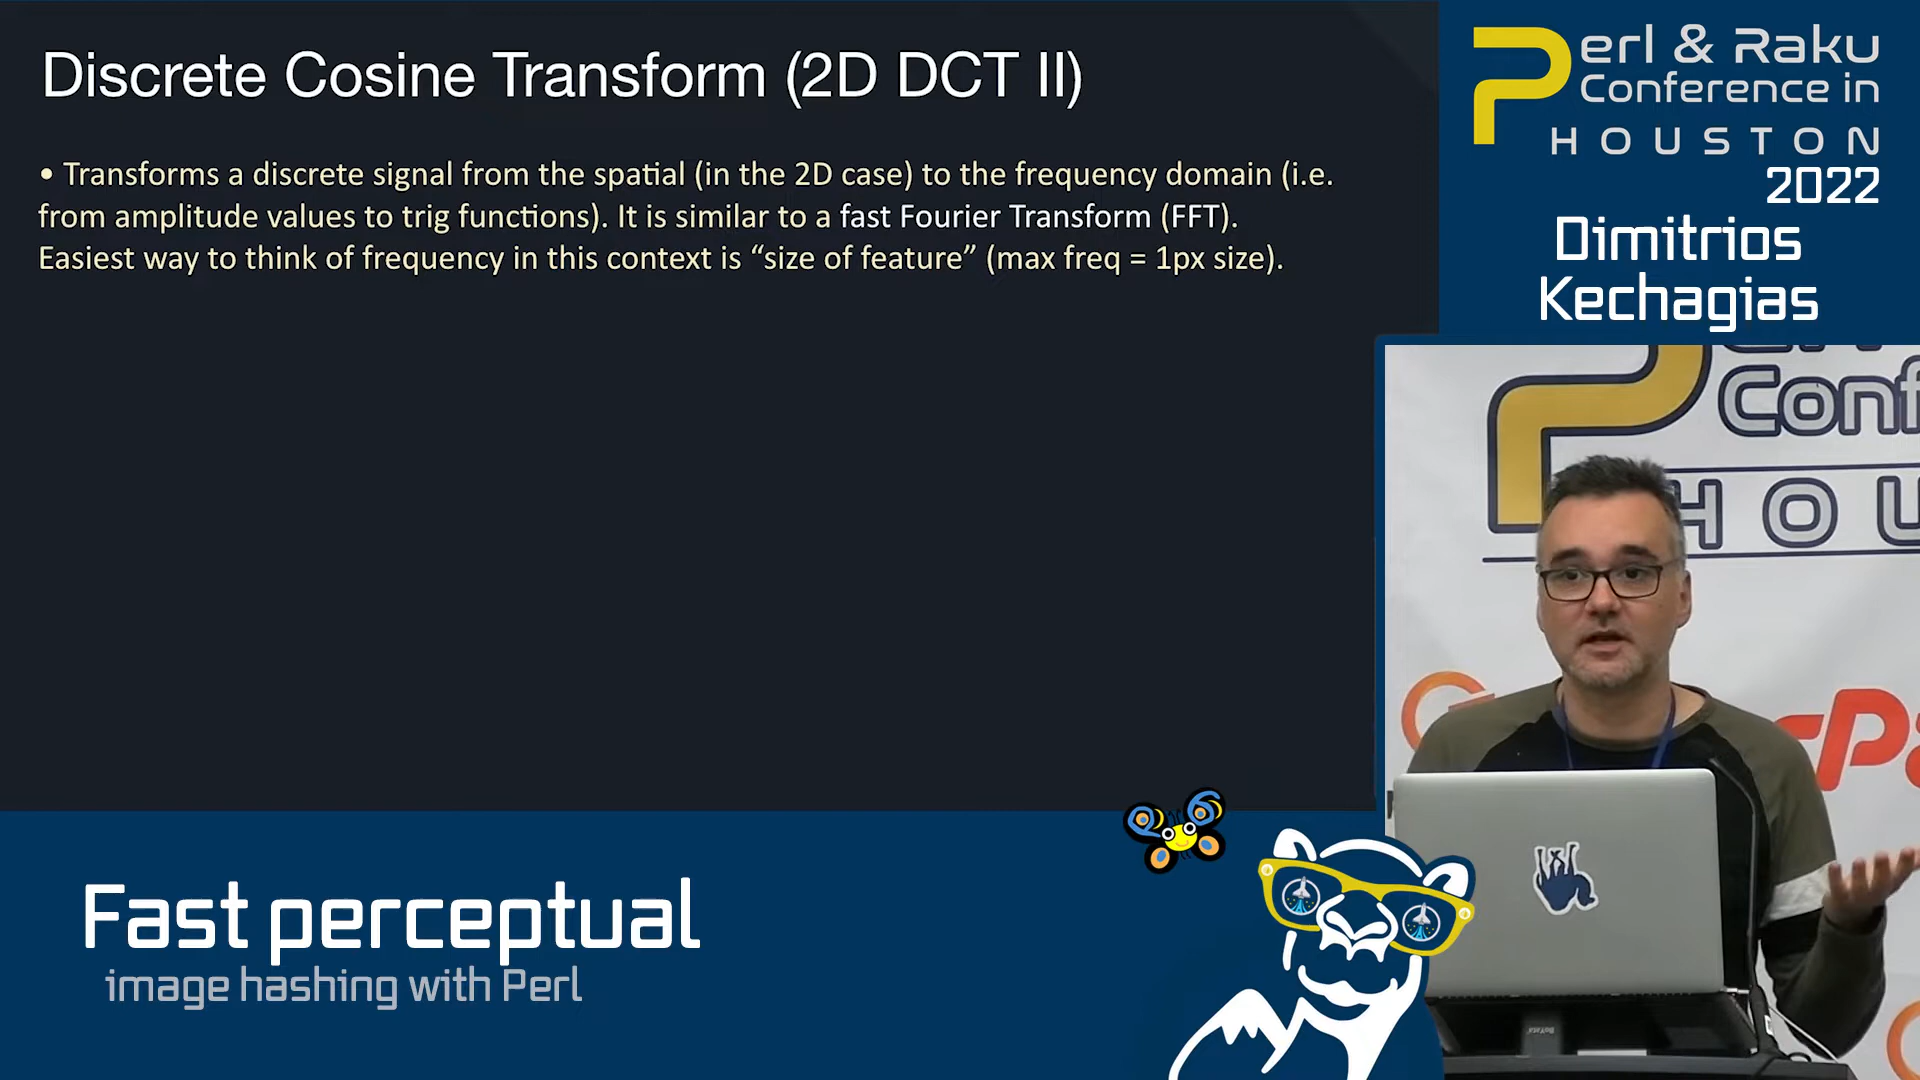 Discrete Cosine Transform (2D DCT II)
• Transforms a discrete signal from the spatial (in the 2D case) to the frequency domain (i.e.
from amplitude values to trig functions). It is similar to a fast Fourier Transform (FFT).
Easiest way to think of frequency in this context is “size of feature” (max freq = 1px size).
Perl & Raku
Conference in
HOUSTON
2022
Dimitrios
Kechagias
Conf
HOU
cPa
Fast perceptual
image hashing with Perl